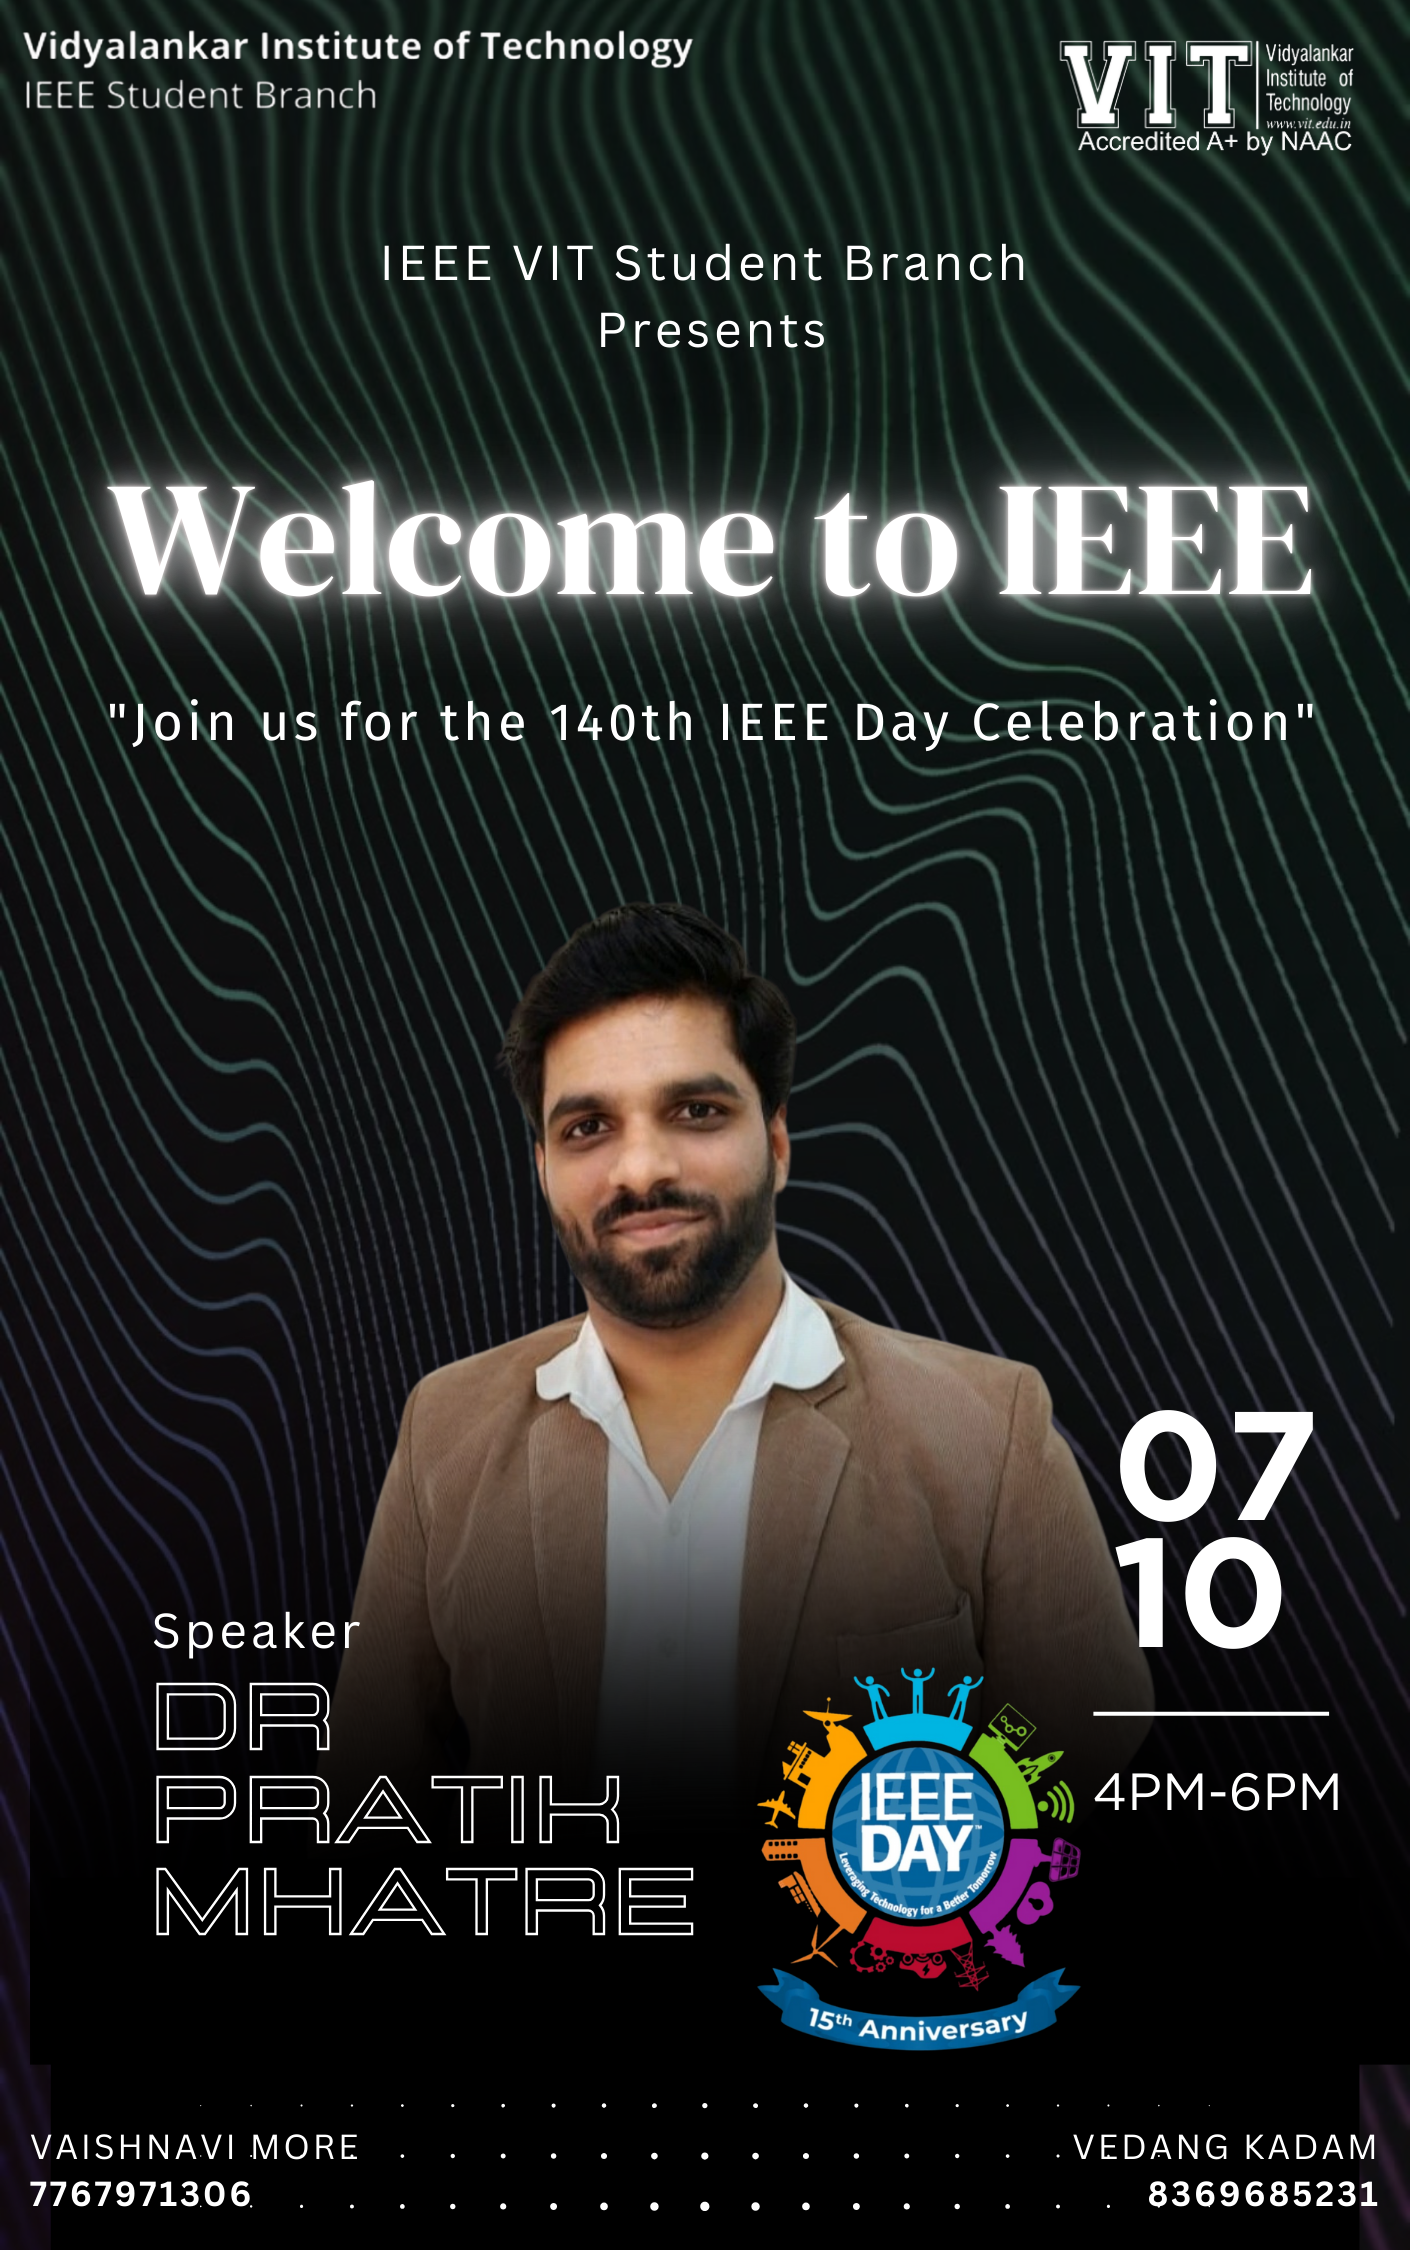 Vidyalankar Institute of Technology
IEEE Student Branch
VIT
Vidyalankar
Institute of
Technology
www.vit.edu.in
Accredited A+ by NAAC
IEEE VIT Student Branch
Presents
Welcome to IEEE
"Join us for the 140th IEEE Day Celebration"
07
10
4PM-6PM
Speaker
DR
PRATIK
MHATRE
IEEE
DAY™
Leveraging Technology for a Better Tomorrow
15th Anniversary
VAISHNAVI MORE
7767971306
VEDANG KADAM
8369685231